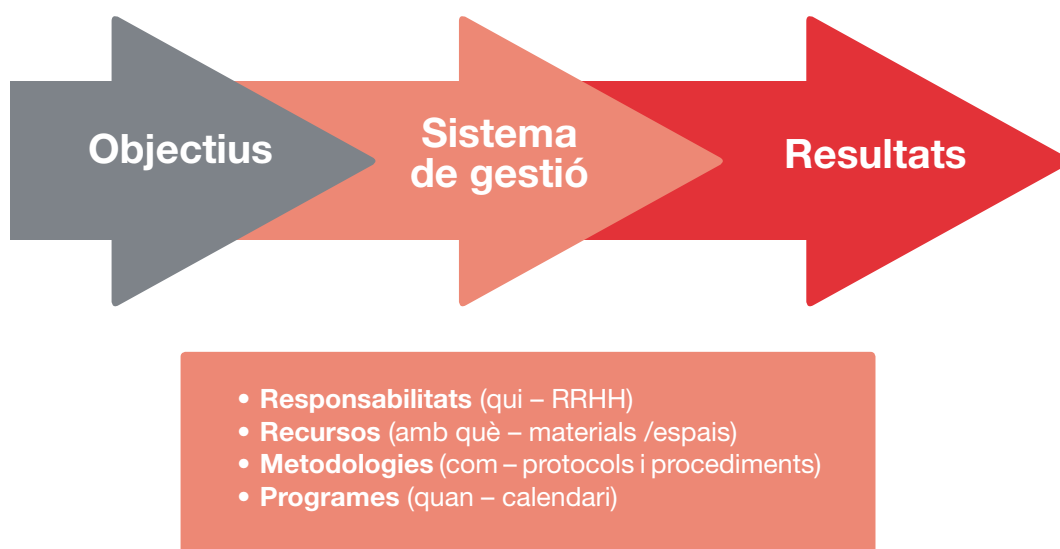 Objectius
Sistema
de gestió
Resultats
• Responsabilitats (qui – RRHH)
• Recursos (amb què – materials /espais)
• Metodologies (com – protocols i procediments)
• Programes (quan – calendari)